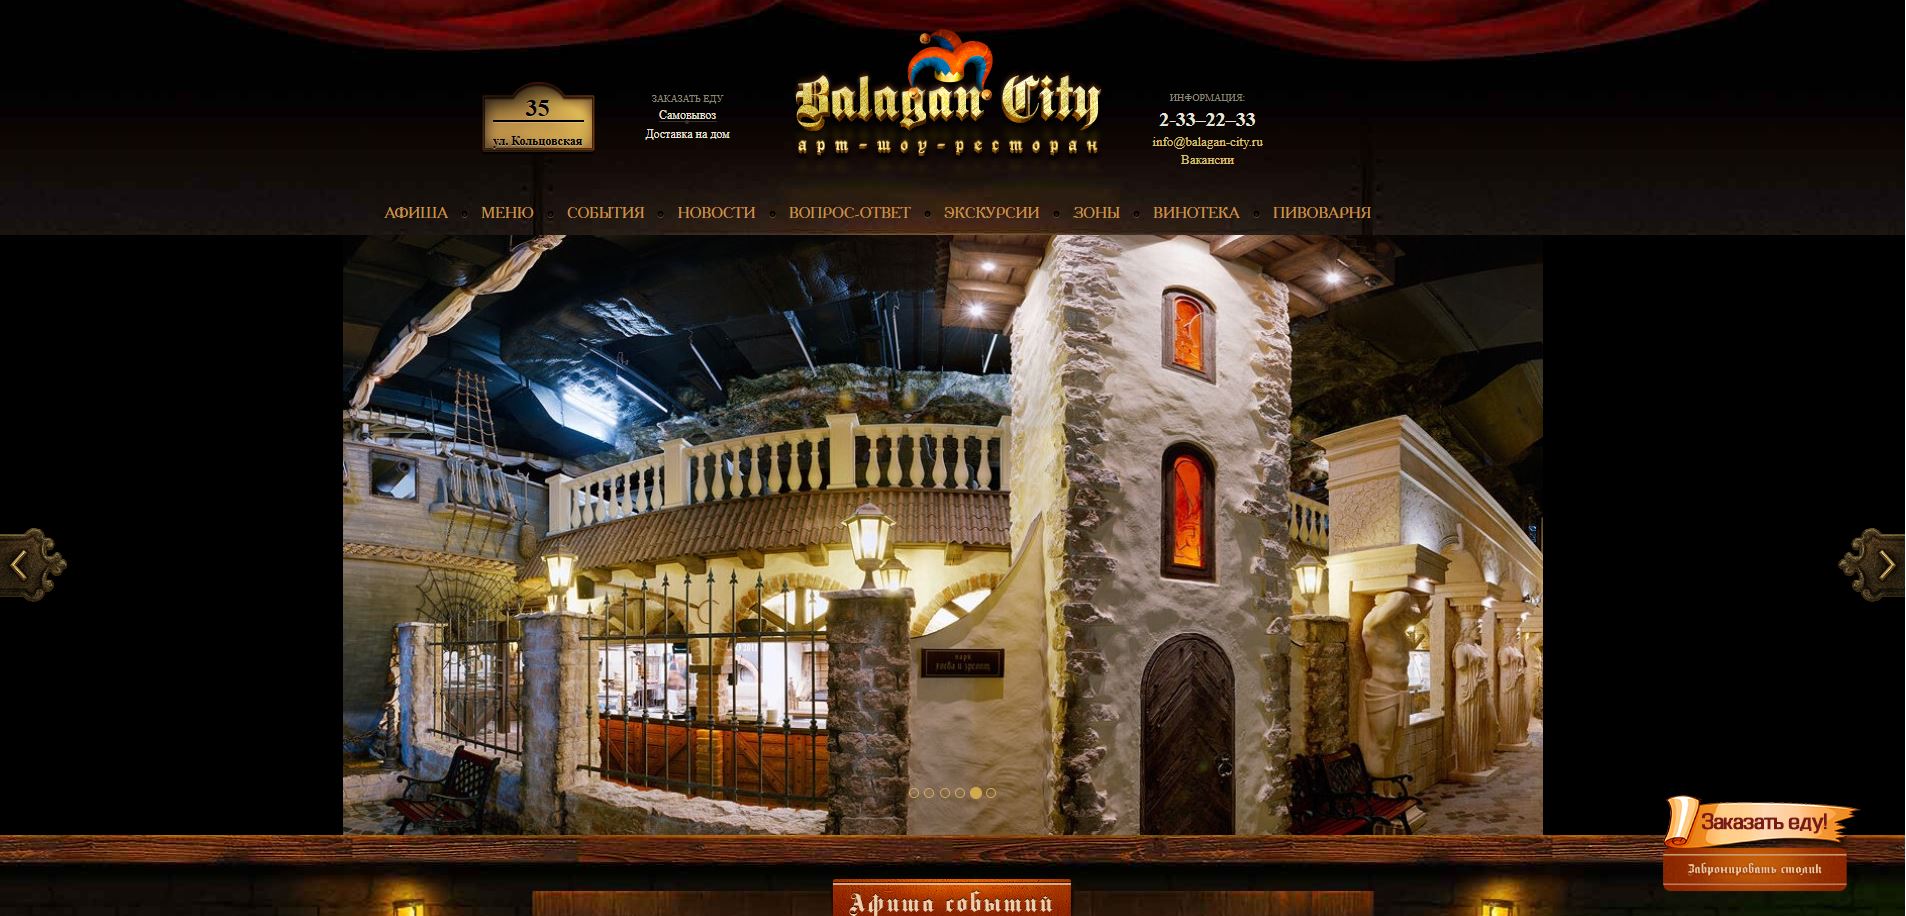 35
ул. Кольцовская
ЗАКАЗАТЬ ЕДУ
Самовывоз
Доставка на дом
Balagan City
арт-шоу-ресторан
ИНФОРМАЦИЯ:
2-33-22-33
info@balagan-city.ru
Вакансии
АФИША МЕНЮ СОБЫТИЯ НОВОСТИ ВОПРОС-ОТВЕТ ЭКСКУРСИИ ЗОНЫ ВИНОТЕКА ПИВОВАРНЯ
парк
Заказать еду!
Забронировать столик
Афиша событий